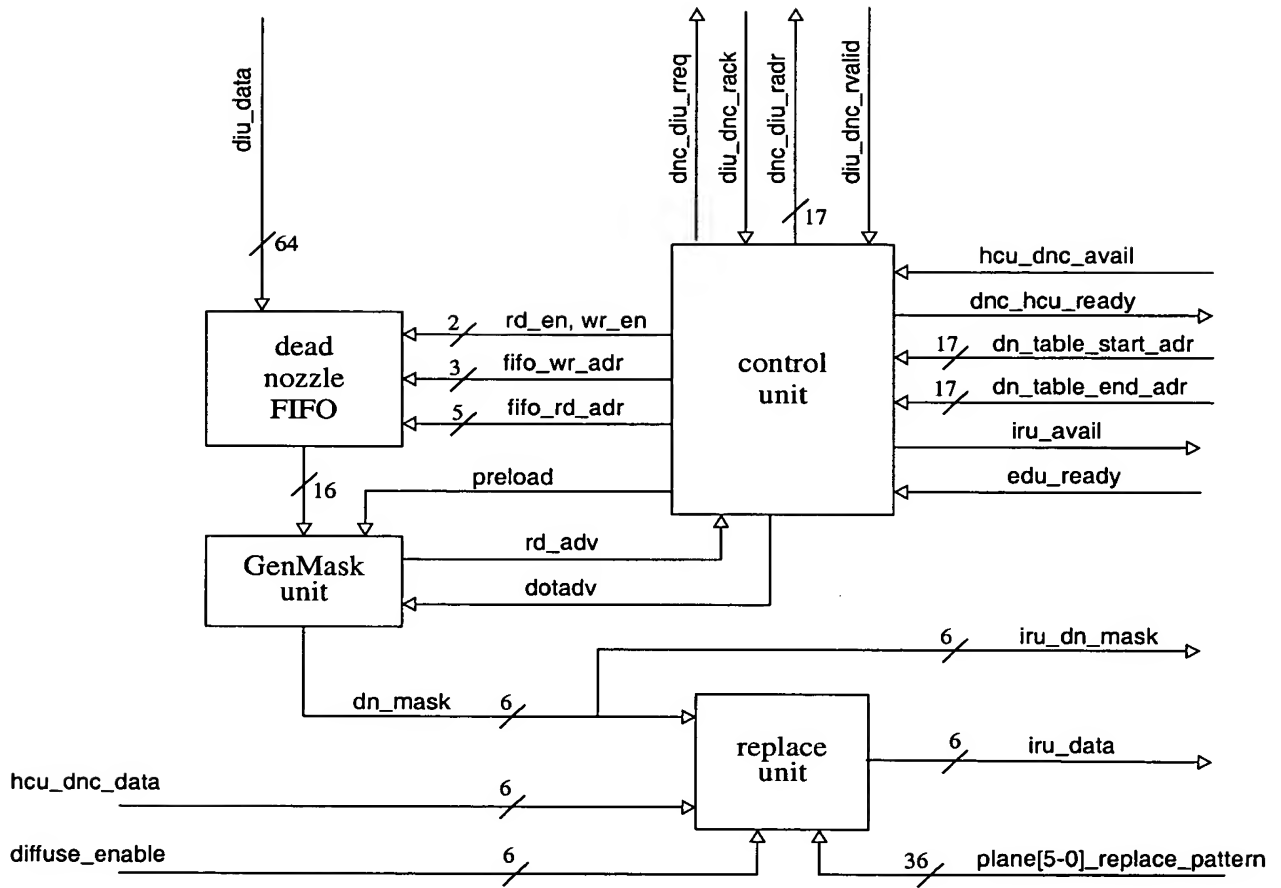 diu_data
dnc_diu_rreq
diu_dnc_rack
dnc_diu_radr
diu_dnc_rvalid
17
64
hcu_dnc_avail
dnc_hcu_ready
17 dn_table_start_adr
17 dn_table_end_adr
iru_avail
edu_ready
control
unit
2 rd_en, wr_en
3 fifo_wr_adr
5 fifo_rd_adr
dead
nozzle
FIFO
16
preload
rd_adv
dotadv
GenMask
unit
6 iru_dn_mask
dn_mask 6
replace
unit
6 iru_data
hcu_dnc_data
6
diffuse_enable
6
36 plane[5-0]_replace_pattern